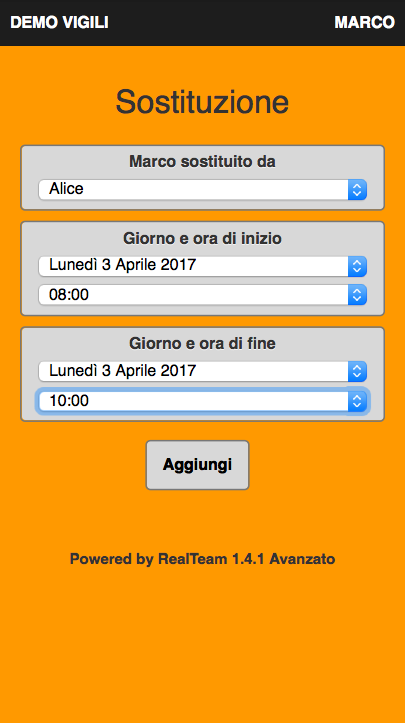 DEMO VIGILI MARCO
Sostituzione
Marco sostituito da
Alice
Giorno e ora di inizio
Lunedì 3 Aprile 2017
08:00
Giorno e ora di fine
Lunedì 3 Aprile 2017
10:00
Aggiungi
Powered by RealTeam 1.4.1 Avanzato